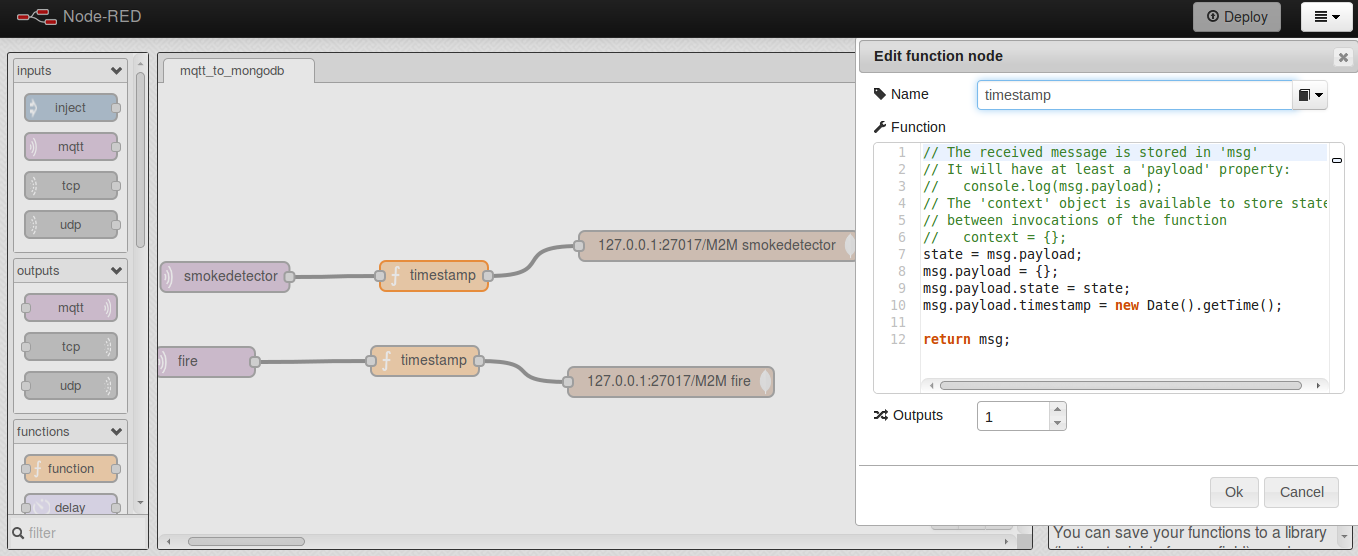 Node-RED
Deploy
inputs
inject
mqtt
tcp
udp
outputs
mqtt
tcp
udp
functions
function
delay
filter
mqtt_to_mongodb
smokedetector
timestamp
127.0.0.1:27017/M2M smokedetector
fire
timestamp
127.0.0.1:27017/M2M fire
Edit function node
Name
timestamp
Function
1 // The received message is stored in 'msg'
2 // It will have at least a 'payload' property:
3 //   console.log(msg.payload);
4 // The 'context' object is available to store state
5 // between invocations of the function
6 //   context = {};
7 state = msg.payload;
8 msg.payload = {};
9 msg.payload.state = state;
10 msg.payload.timestamp = new Date().getTime();
11
12 return msg;
Outputs
1
Ok
Cancel
You can save your functions to a library